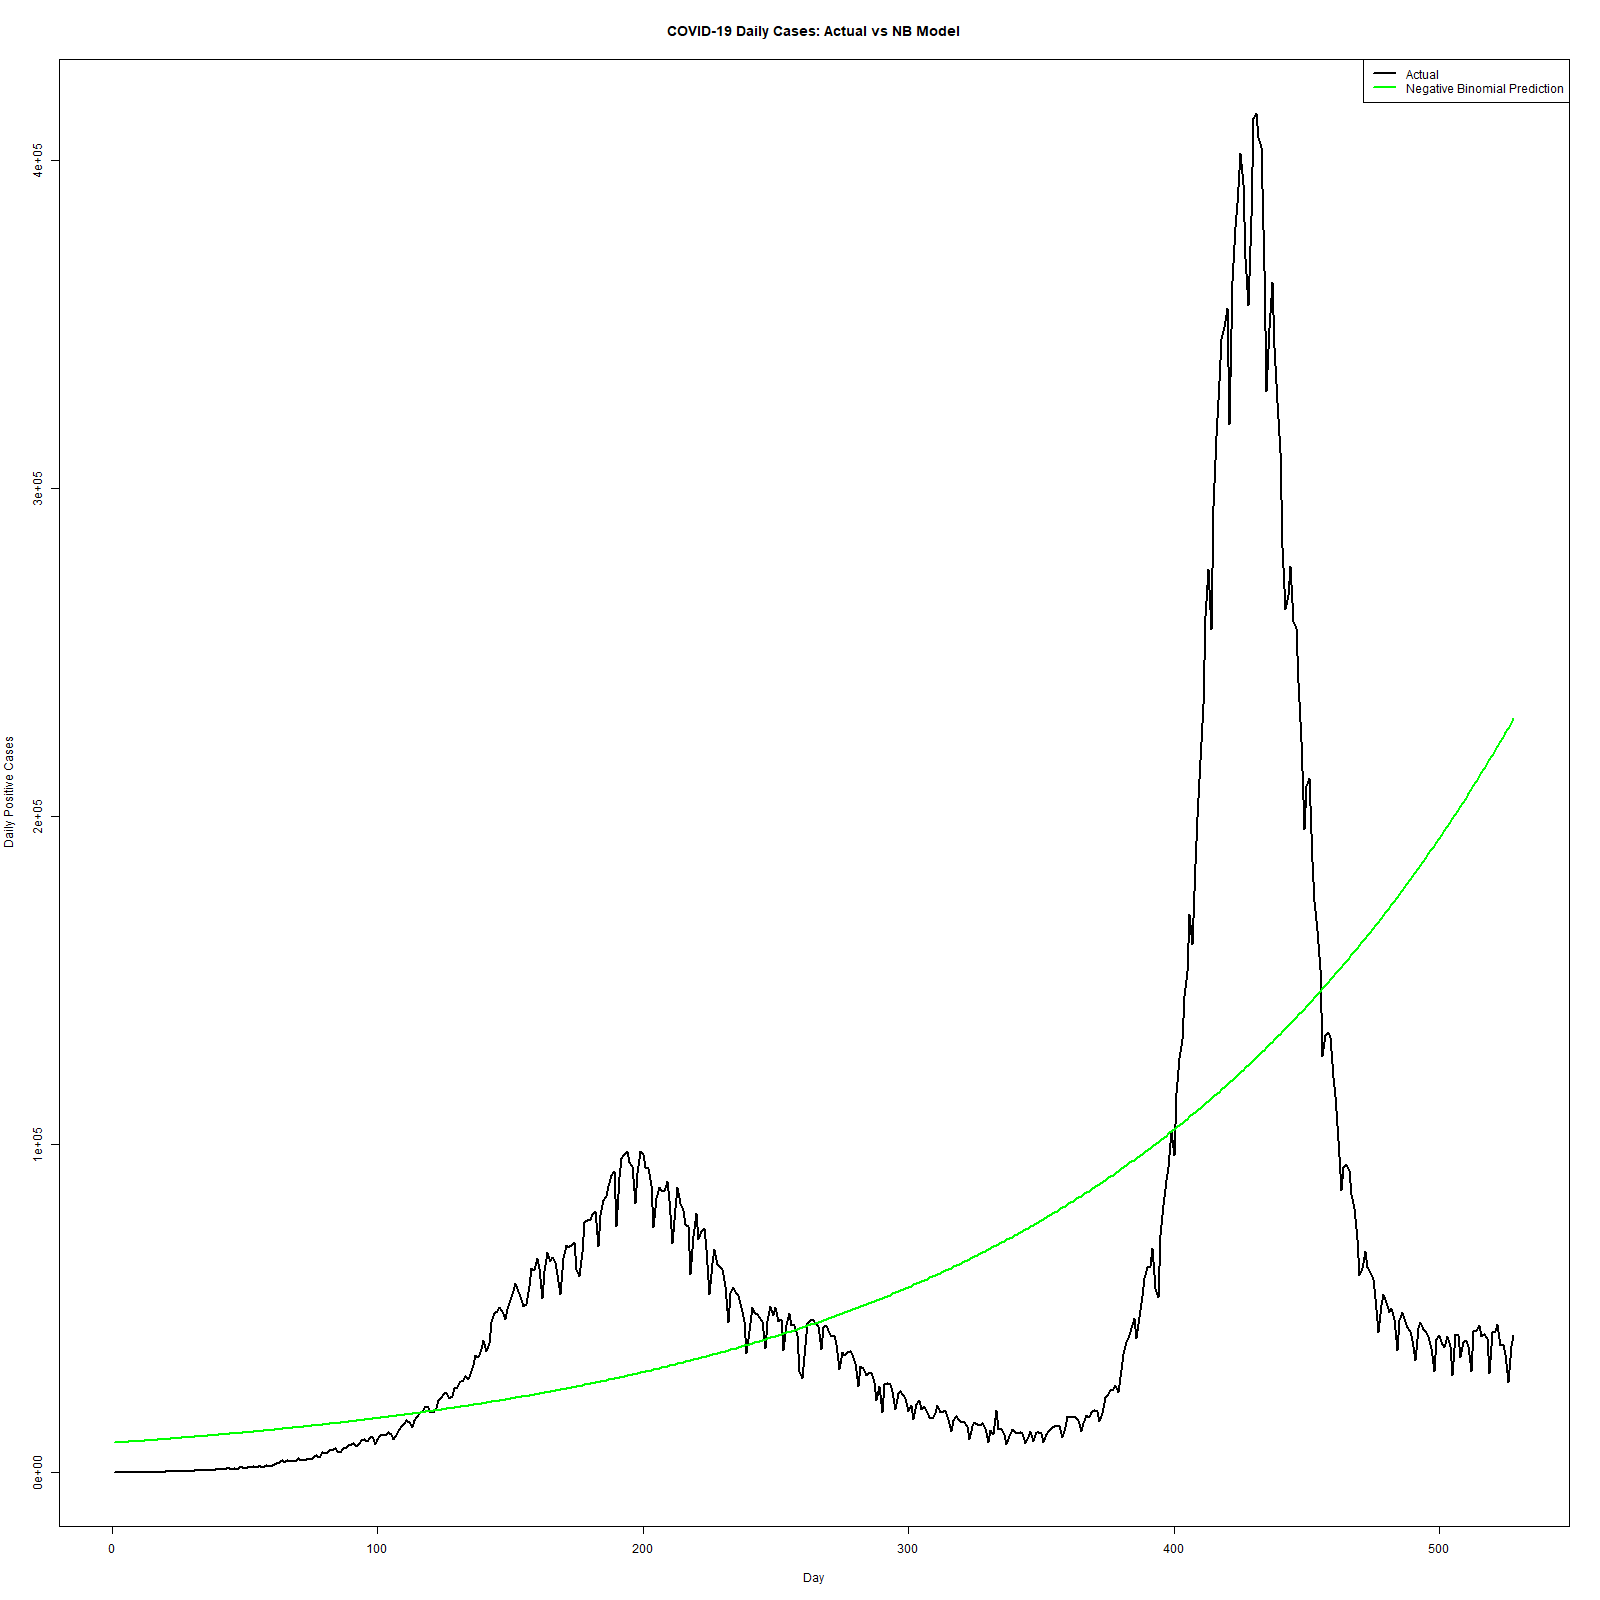 COVID-19 Daily Cases: Actual vs NB Model
Actual
Negative Binomial Prediction
4e+05
3e+05
2e+05
1e+05
0e+00
Daily Positive Cases
0 100 200 300 400 500
Day